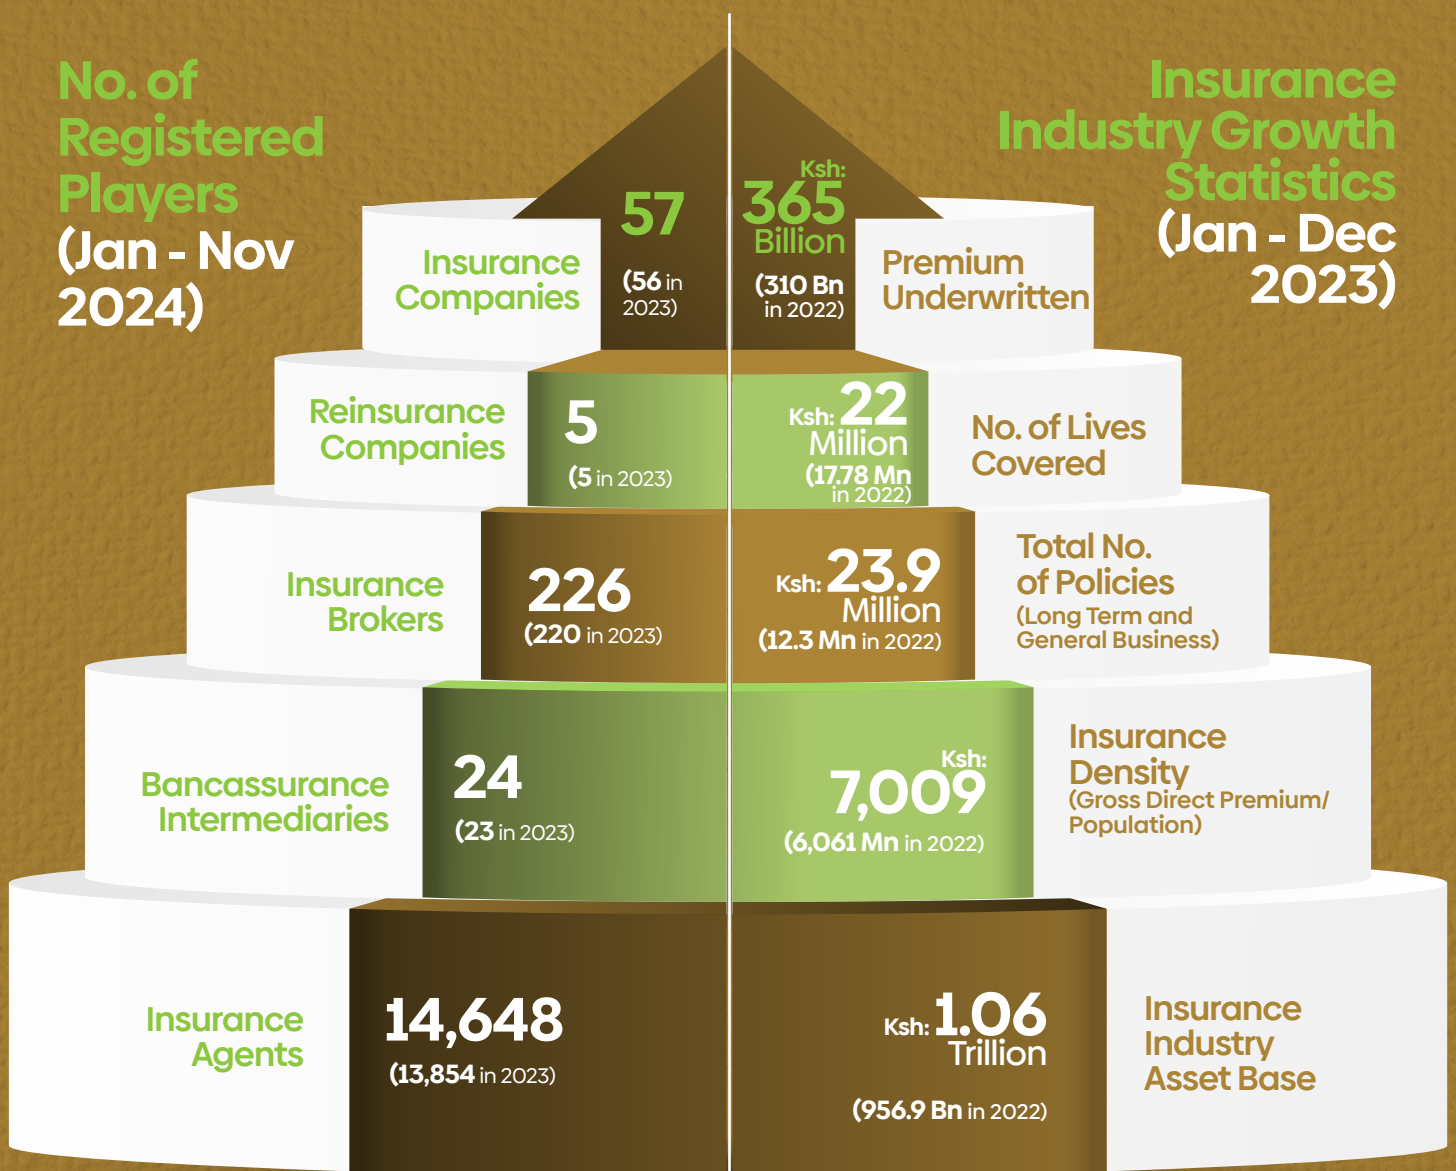 No. of
Registered
Players
(Jan - Nov
2024)
Insurance
Industry Growth
Statistics
(Jan - Dec
2023)
Insurance
Companies
57
(56 in
2023)
Ksh:
365
Billion
(310 Bn
in 2022)
Premium
Underwritten
Reinsurance
Companies
5
(5 in 2023)
Ksh: 22
Million
(17.78 Mn
in 2022)
No. of Lives
Covered
Insurance
Brokers
226
(220 in 2023)
Ksh: 23.9
Million
(12.3 Mn in 2022)
Total No.
of Policies
(Long Term and
General Business)
Bancassurance
Intermediaries
24
(23 in 2023)
Ksh:
7,009
(6,061 Mn in 2022)
Insurance
Density
(Gross Direct Premium/
Population)
Insurance
Agents
14,648
(13,854 in 2023)
Ksh: 1.06
Trillion
(956.9 Bn in 2022)
Insurance
Industry
Asset Base